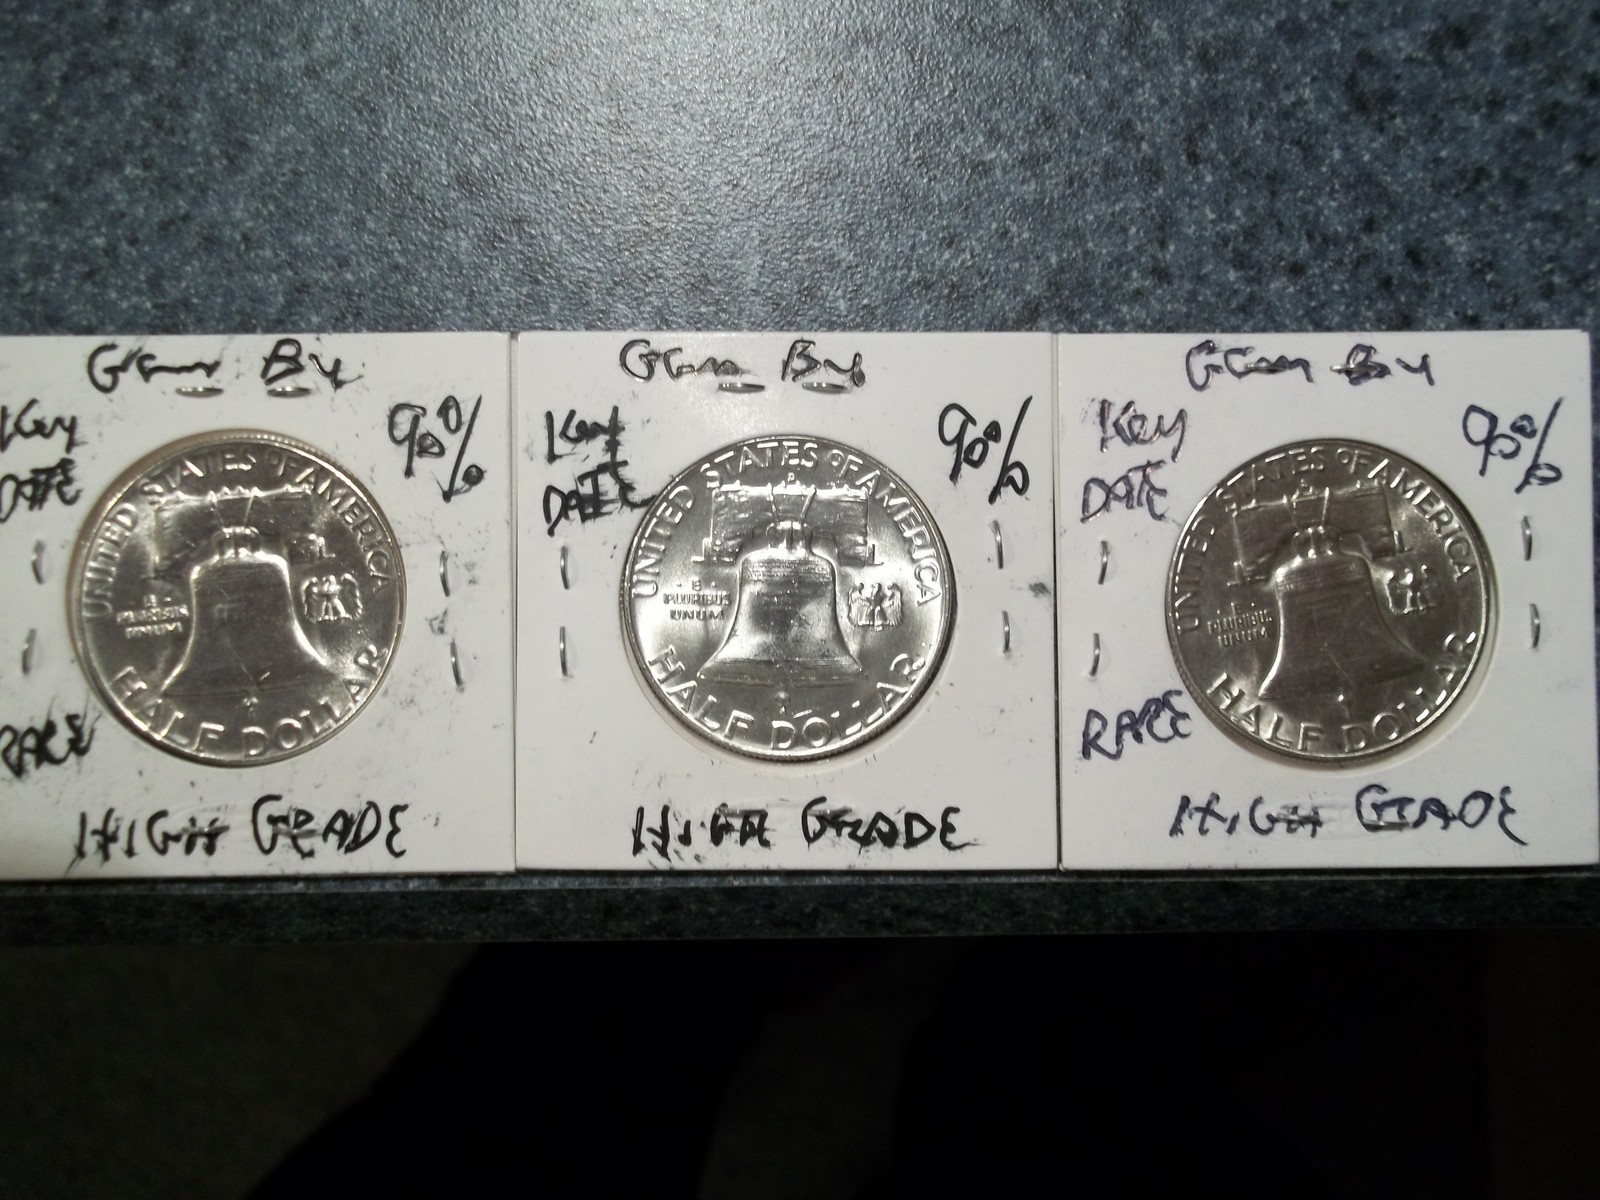 Gem Bu
Key
DATE
90%
UNITED STATES OF AMERICA
E
PLURIBUS
UNUM
HALF DOLLAR
RARE
HIGH GRADE
Gem Bu
Key
DATE
90%
UNITED STATES OF AMERICA
D
E
PLURIBUS
UNUM
HALF DOLLAR
HIGH GRADE
Gem Bu
Key
DATE
90%
UNITED STATES OF AMERICA
PLURIBUS
UNUM
HALF DOLLAR
RARE
HIGH GRADE